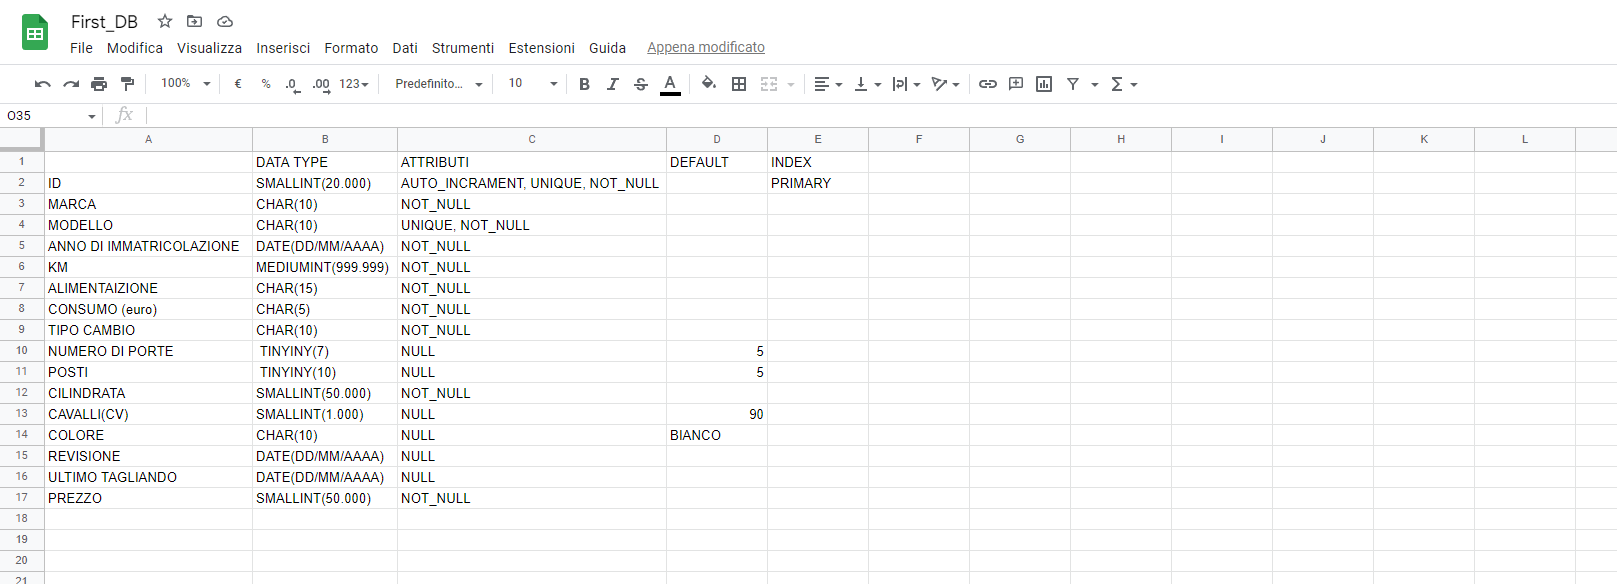 First_DB
File Modifica Visualizza Inserisci Formato Dati Strumenti Estensioni Guida Appena modificato
100% € % .0 .00 123 Predefinito... 10 B I S A
O35 fx
A B C D E F G H I J K L
1 DATA TYPE ATTRIBUTI DEFAULT INDEX
2 ID SMALLINT(20.000) AUTO_INCRAMENT, UNIQUE, NOT_NULL PRIMARY
3 MARCA CHAR(10) NOT_NULL
4 MODELLO CHAR(10) UNIQUE, NOT_NULL
5 ANNO DI IMMATRICOLAZIONE DATE(DD/MM/AAAA) NOT_NULL
6 KM MEDIUMINT(999.999) NOT_NULL
7 ALIMENTAIZIONE CHAR(15) NOT_NULL
8 CONSUMO (euro) CHAR(5) NOT_NULL
9 TIPO CAMBIO CHAR(10) NOT_NULL
10 NUMERO DI PORTE TINYINY(7) NULL 5
11 POSTI TINYINY(10) NULL 5
12 CILINDRATA SMALLINT(50.000) NOT_NULL
13 CAVALLI(CV) SMALLINT(1.000) NULL 90
14 COLORE CHAR(10) NULL BIANCO
15 REVISIONE DATE(DD/MM/AAAA) NULL
16 ULTIMO TAGLIANDO DATE(DD/MM/AAAA) NULL
17 PREZZO SMALLINT(50.000) NOT_NULL
18
19
20
21